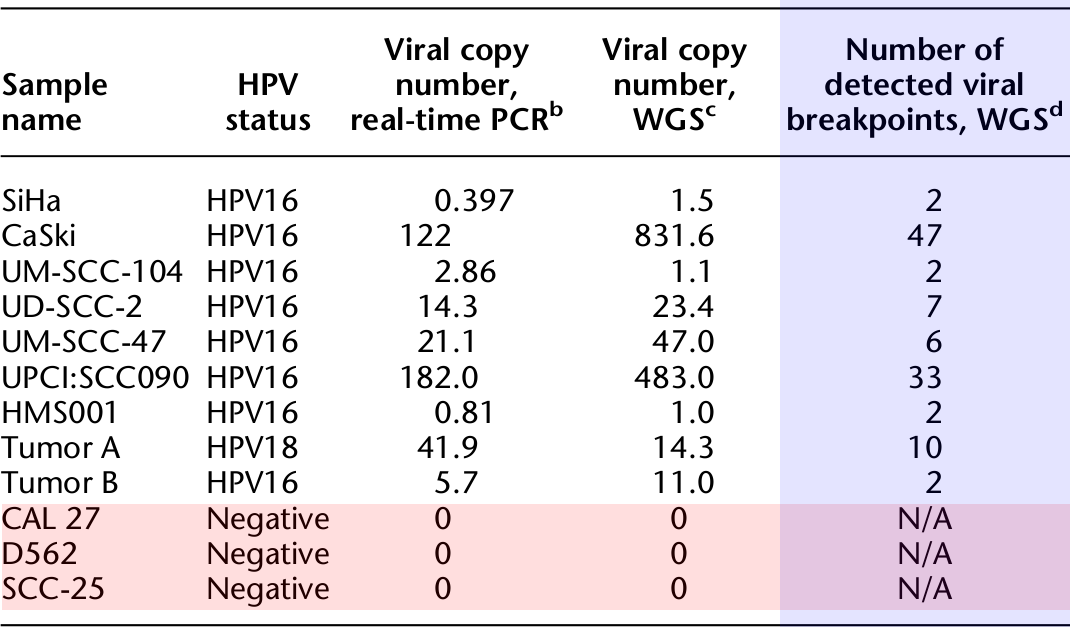 Sample name HPV status Viral copy number, real-time PCRb Viral copy number, WGSc Number of detected viral breakpoints, WGSd
SiHa HPV16 0.397 1.5 2
CaSki HPV16 122 831.6 47
UM-SCC-104 HPV16 2.86 1.1 2
UD-SCC-2 HPV16 14.3 23.4 7
UM-SCC-47 HPV16 21.1 47.0 6
UPCI:SCC090 HPV16 182.0 483.0 33
HMS001 HPV16 0.81 1.0 2
Tumor A HPV18 41.9 14.3 10
Tumor B HPV16 5.7 11.0 2
CAL 27 Negative 0 0 N/A
D562 Negative 0 0 N/A
SCC-25 Negative 0 0 N/A